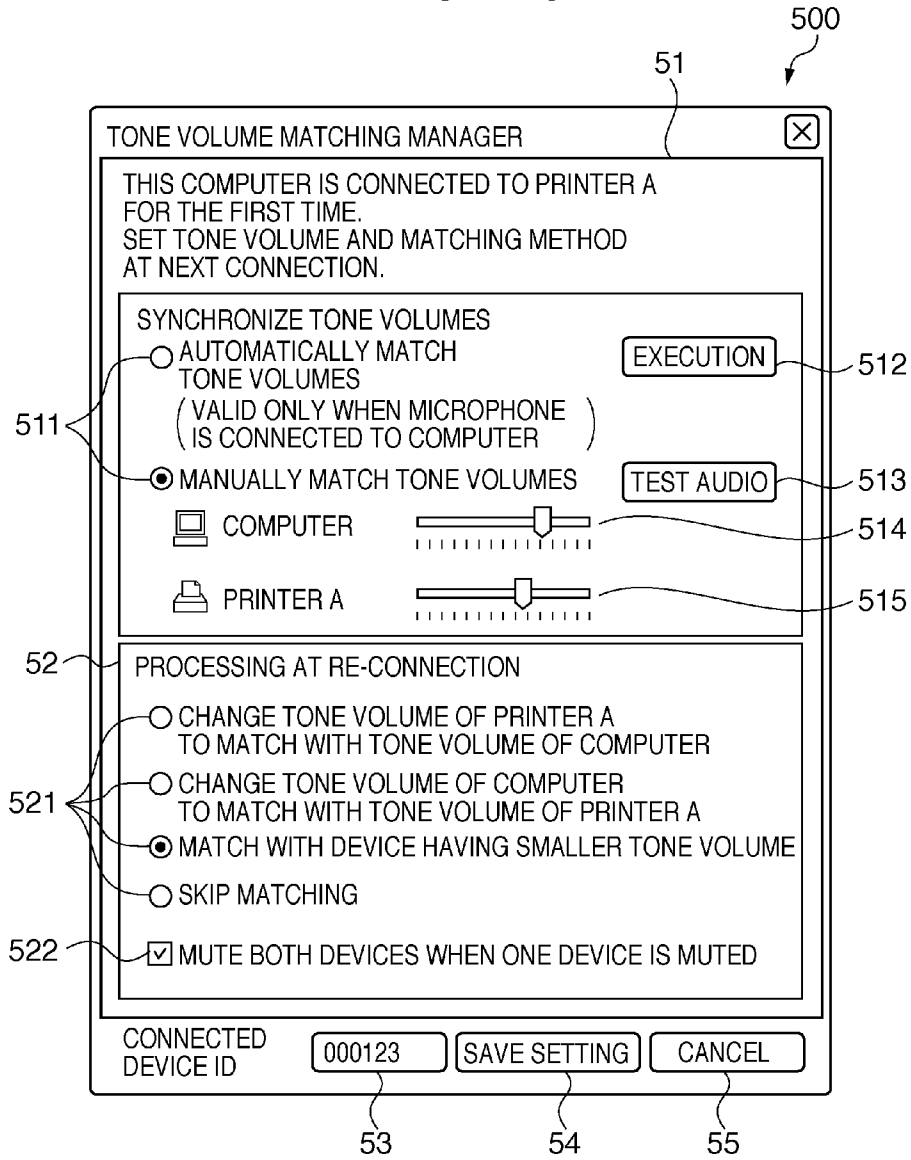 500
51
TONE VOLUME MATCHING MANAGER
THIS COMPUTER IS CONNECTED TO PRINTER A
FOR THE FIRST TIME.
SET TONE VOLUME AND MATCHING METHOD
AT NEXT CONNECTION.
SYNCHRONIZE TONE VOLUMES
AUTOMATICALLY MATCH
TONE VOLUMES
EXECUTION
512
(VALID ONLY WHEN MICROPHONE
IS CONNECTED TO COMPUTER)
511
MANUALLY MATCH TONE VOLUMES
TEST AUDIO
513
COMPUTER
514
PRINTER A
515
52
PROCESSING AT RE-CONNECTION
CHANGE TONE VOLUME OF PRINTER A
TO MATCH WITH TONE VOLUME OF COMPUTER
CHANGE TONE VOLUME OF COMPUTER
TO MATCH WITH TONE VOLUME OF PRINTER A
521
MATCH WITH DEVICE HAVING SMALLER TONE VOLUME
SKIP MATCHING
522
MUTE BOTH DEVICES WHEN ONE DEVICE IS MUTED
CONNECTED
DEVICE ID
000123
SAVE SETTING
CANCEL
53
54
55